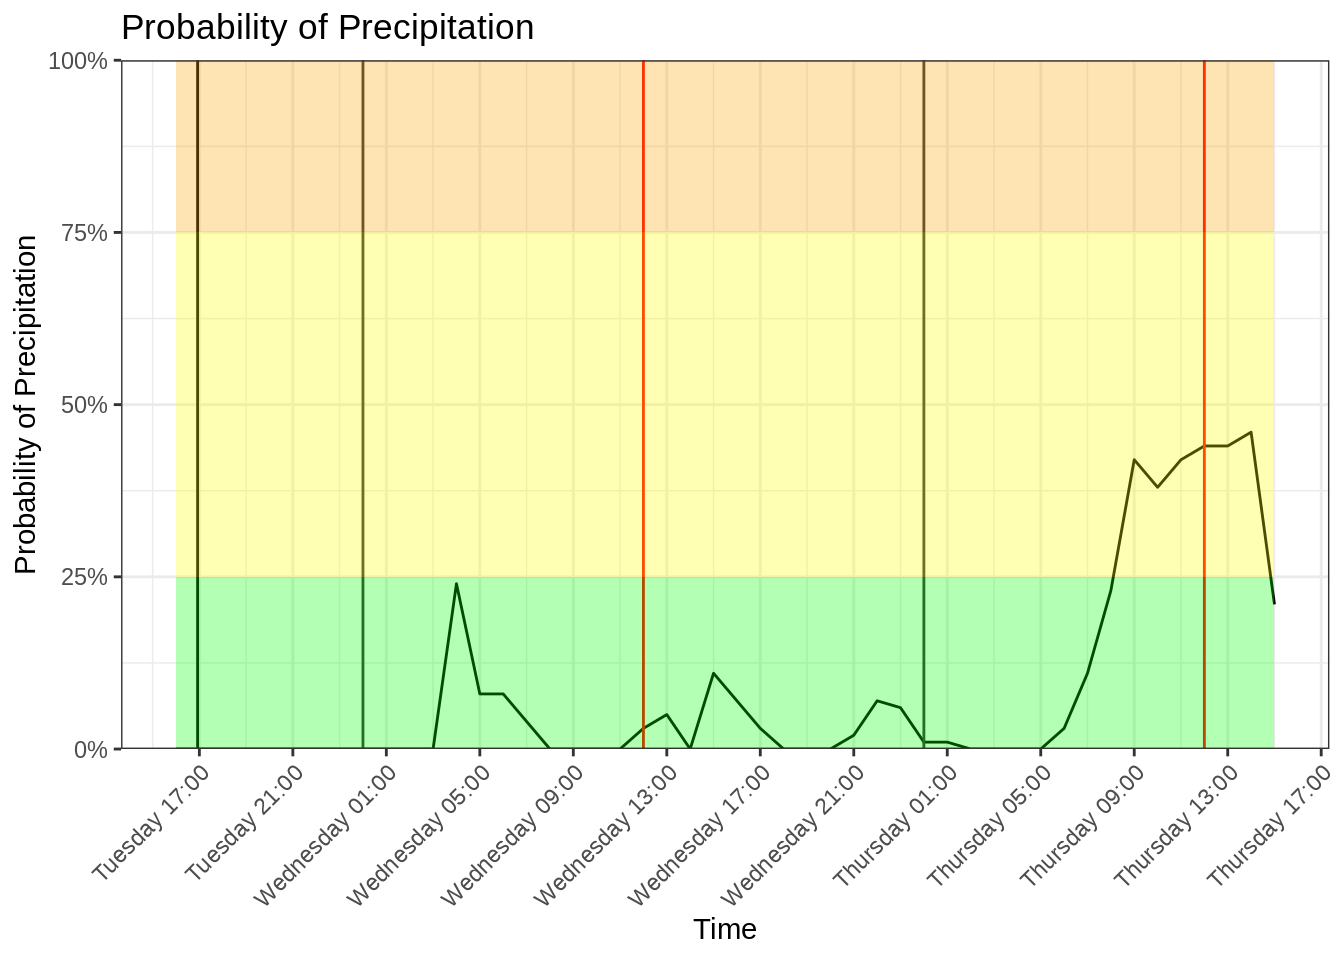 Probability of Precipitation
Probability of Precipitation
100%
75%
50%
25%
0%
Tuesday 17:00
Tuesday 21:00
Wednesday 01:00
Wednesday 05:00
Wednesday 09:00
Wednesday 13:00
Wednesday 17:00
Wednesday 21:00
Thursday 01:00
Thursday 05:00
Thursday 09:00
Thursday 13:00
Thursday 17:00
Time